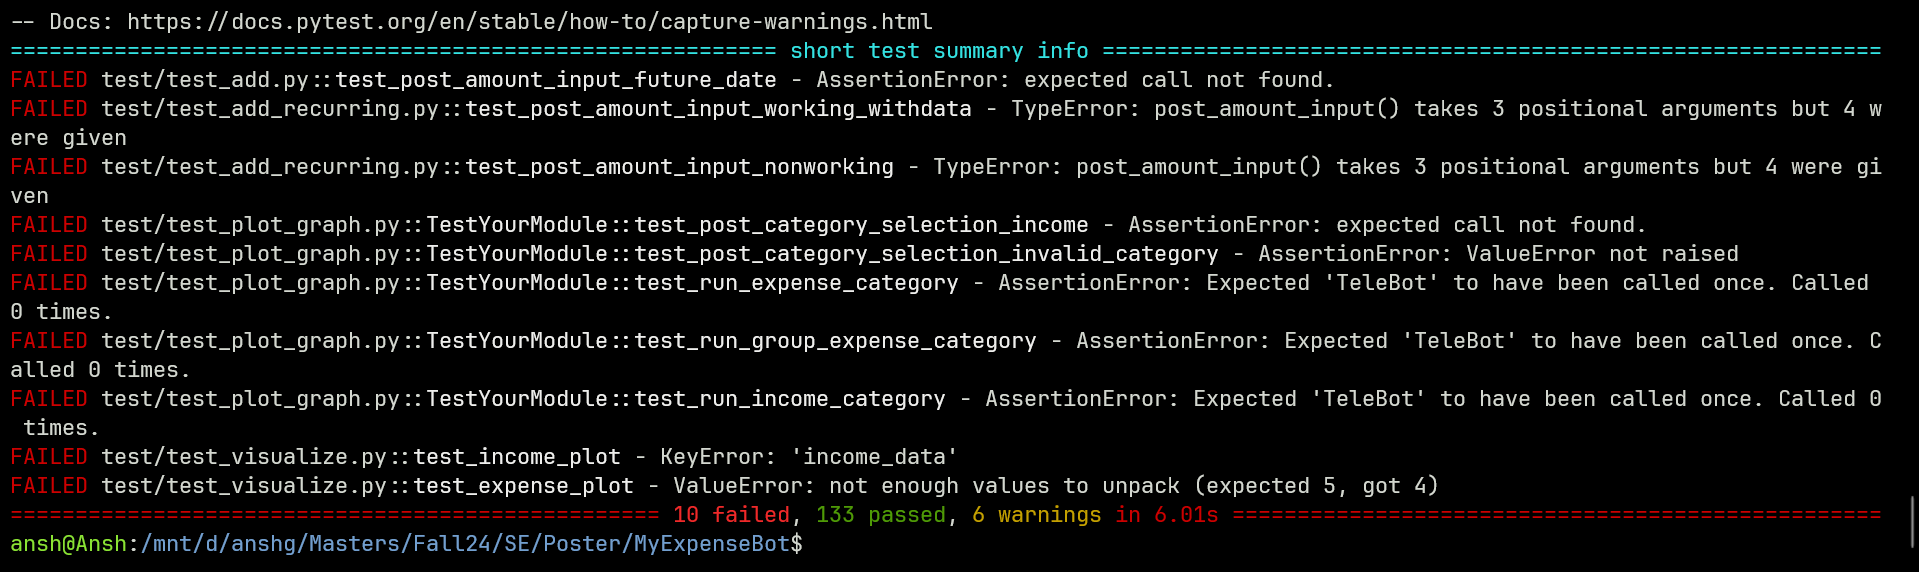 -- Docs: https://docs.pytest.org/en/stable/how-to/capture-warnings.html
=========================================================== short test summary info ============================================================
FAILED test/test_add.py::test_post_amount_input_future_date - AssertionError: expected call not found.
FAILED test/test_add_recurring.py::test_post_amount_input_working_withdata - TypeError: post_amount_input() takes 3 positional arguments but 4 w
ere given
FAILED test/test_add_recurring.py::test_post_amount_input_nonworking - TypeError: post_amount_input() takes 3 positional arguments but 4 were gi
ven
FAILED test/test_plot_graph.py::TestYourModule::test_post_category_selection_income - AssertionError: expected call not found.
FAILED test/test_plot_graph.py::TestYourModule::test_post_category_selection_invalid_category - AssertionError: ValueError not raised
FAILED test/test_plot_graph.py::TestYourModule::test_run_expense_category - AssertionError: Expected 'TeleBot' to have been called once. Called
0 times.
FAILED test/test_plot_graph.py::TestYourModule::test_run_group_expense_category - AssertionError: Expected 'TeleBot' to have been called once. C
alled 0 times.
FAILED test/test_plot_graph.py::TestYourModule::test_run_income_category - AssertionError: Expected 'TeleBot' to have been called once. Called 0
 times.
FAILED test/test_visualize.py::test_income_plot - KeyError: 'income_data'
FAILED test/test_visualize.py::test_expense_plot - ValueError: not enough values to unpack (expected 5, got 4)
================================================== 10 failed, 133 passed, 6 warnings in 6.01s ==================================================
ansh@Ansh:/mnt/d/anshg/Masters/Fall24/SE/Poster/MyExpenseBot$